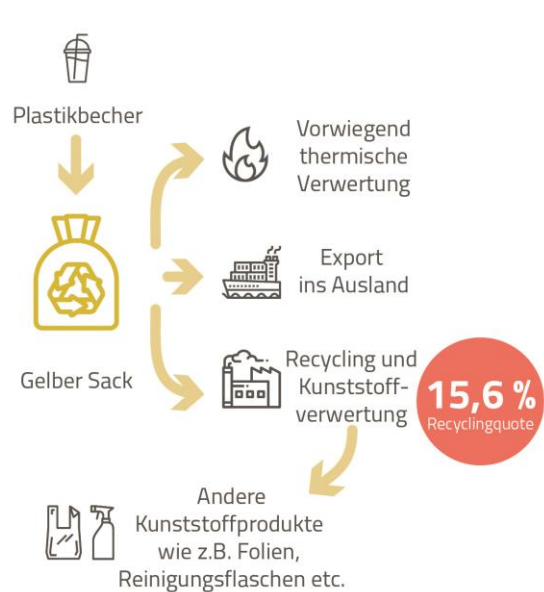 Plastikbecher
Vorwiegend
thermische
Verwertung
Export
ins Ausland
Gelber Sack
Recycling und
Kunststoff-
verwertung
15,6 %
Recyclingquote
Andere
Kunststoffprodukte
wie z.B. Folien,
Reinigungsflaschen etc.